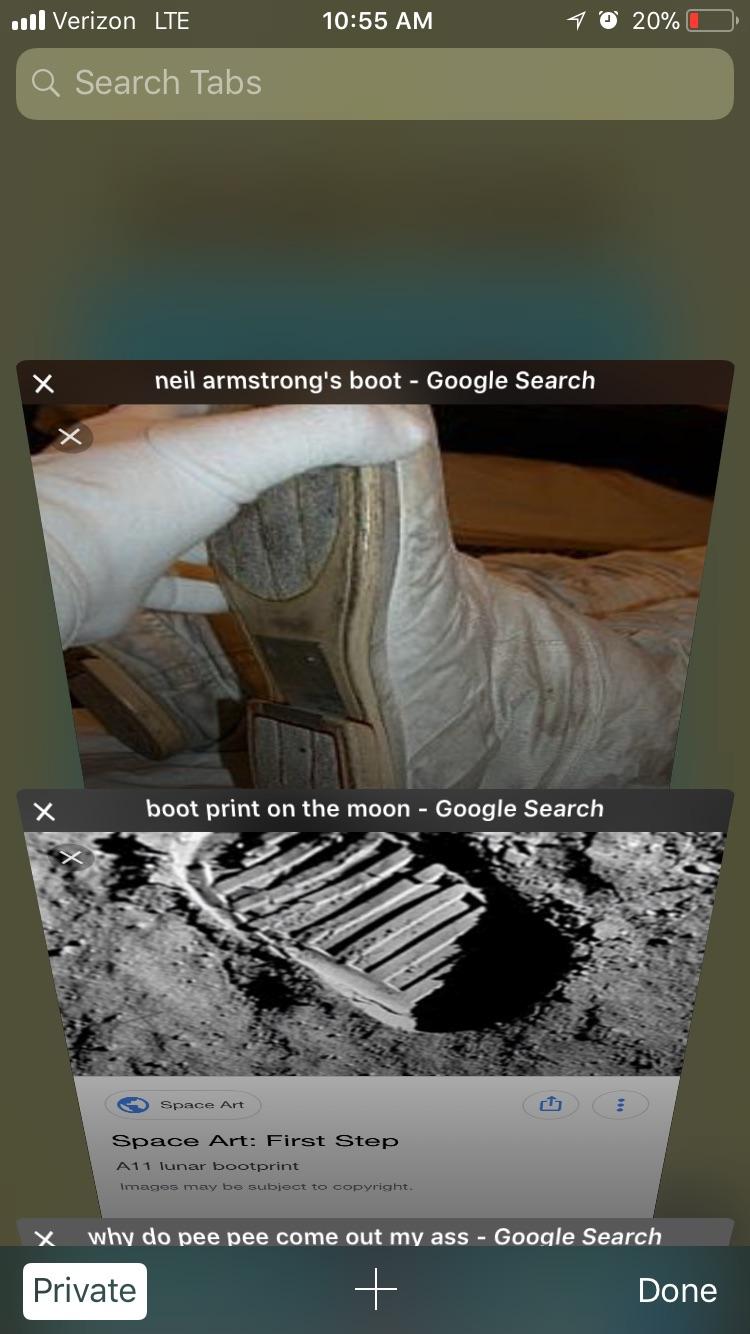 Verizon LTE 10:55 AM 20%
Search Tabs
neil armstrong's boot - Google Search
boot print on the moon - Google Search
Space Art
Space Art: First Step
A11 lunar bootprint
Images may be subject to copyright.
why do pee pee come out my ass - Google Search
Private Done